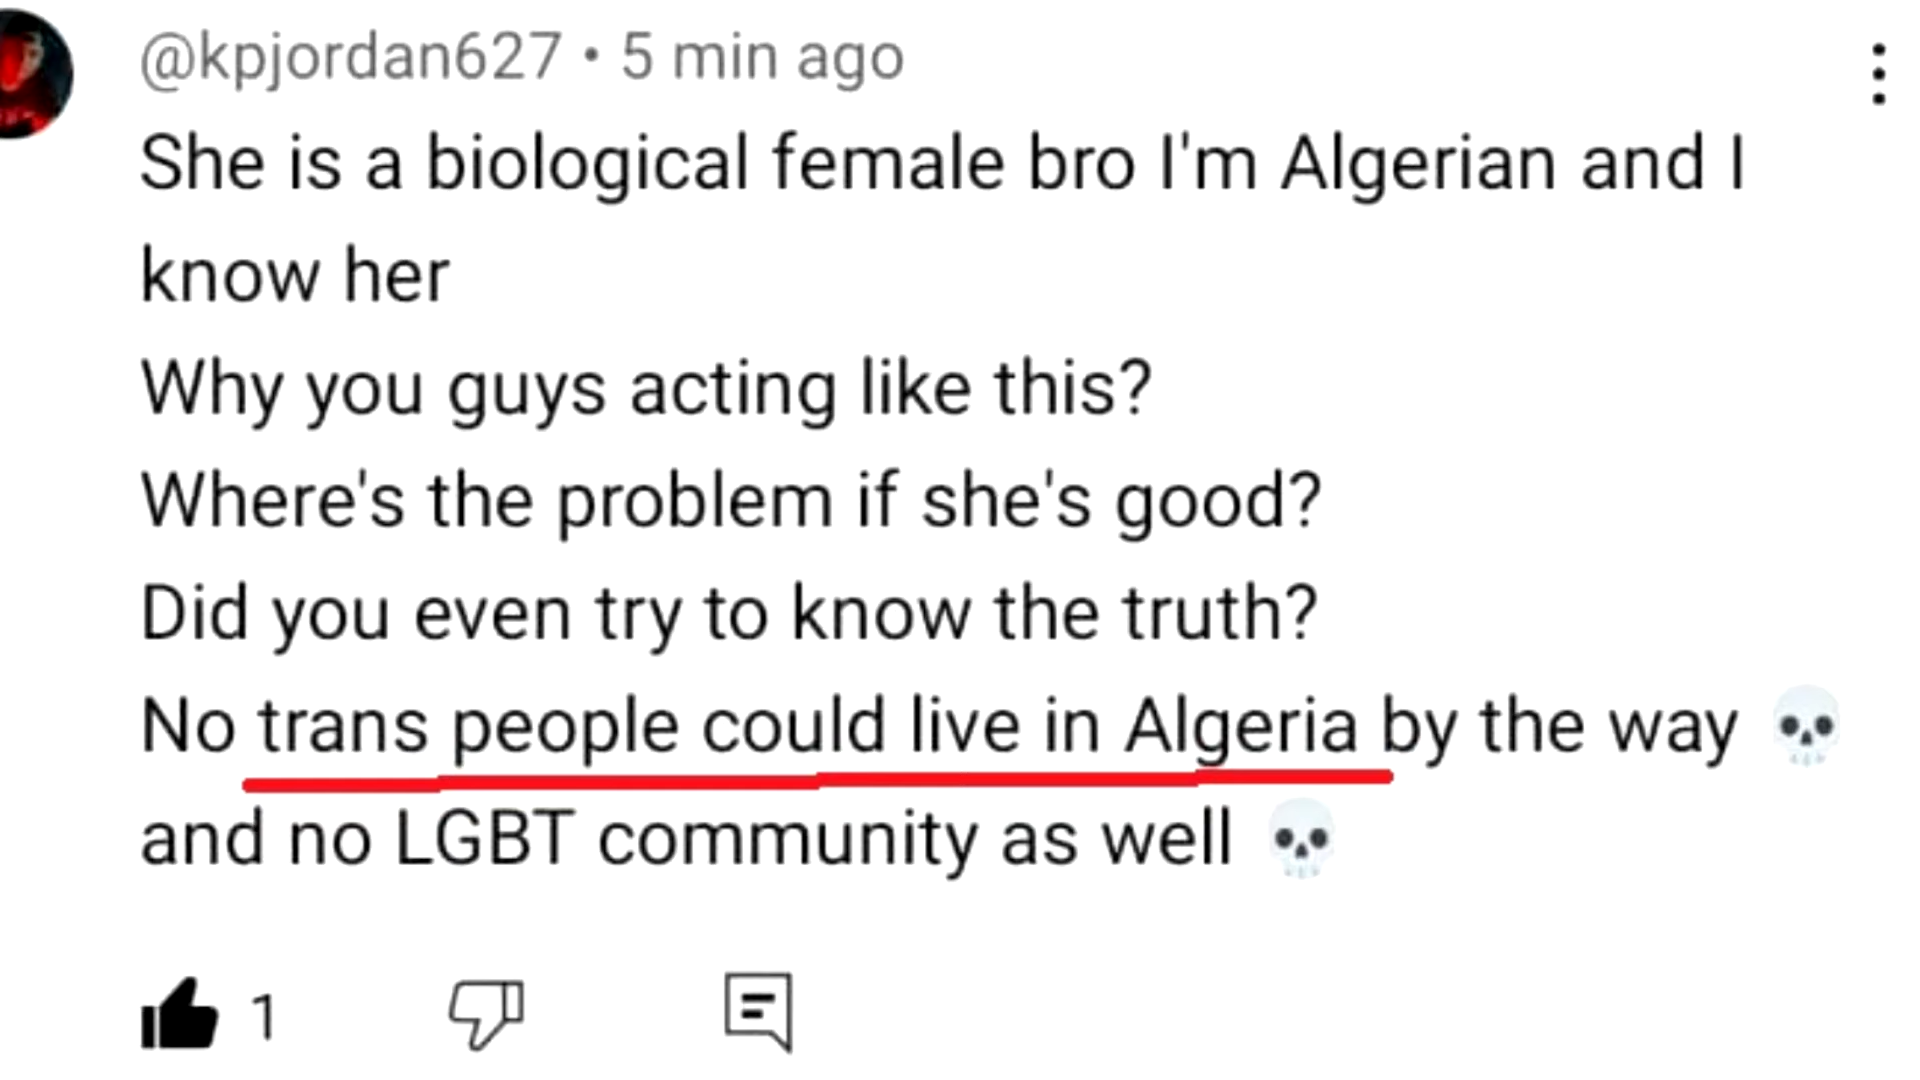 @kpjordan627 • 5 min ago
She is a biological female bro I'm Algerian and I
know her
Why you guys acting like this?
Where's the problem if she's good?
Did you even try to know the truth?
No trans people could live in Algeria by the way 💀
and no LGBT community as well 💀
1